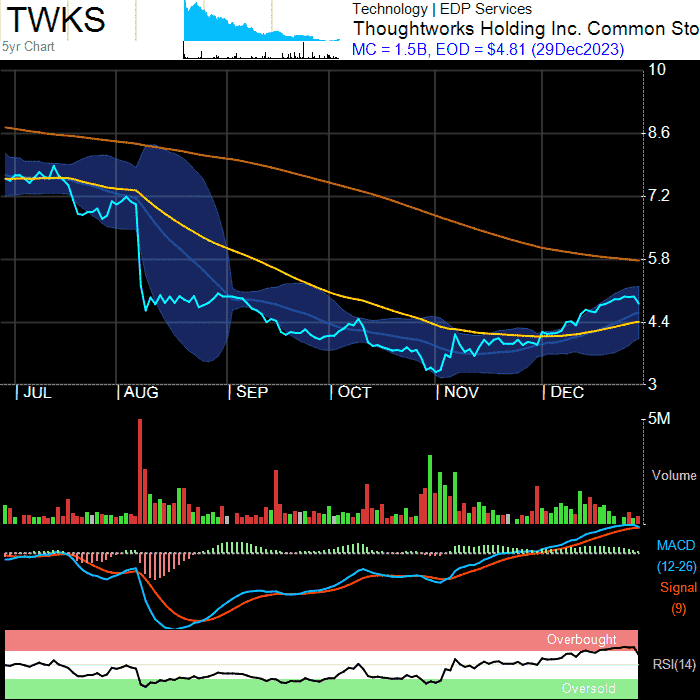 TWKS
5yr Chart
Technology | EDP Services
Thoughtworks Holding Inc. Common Sto
MC = 1.5B, EOD = $4.81 (29Dec2023)
10
8.6
7.2
5.8
4.4
3
| JUL | AUG | SEP | OCT | NOV | DEC
5M
Volume
MACD
(12-26)
Signal
(9)
Overbought
RSI(14)
Oversold